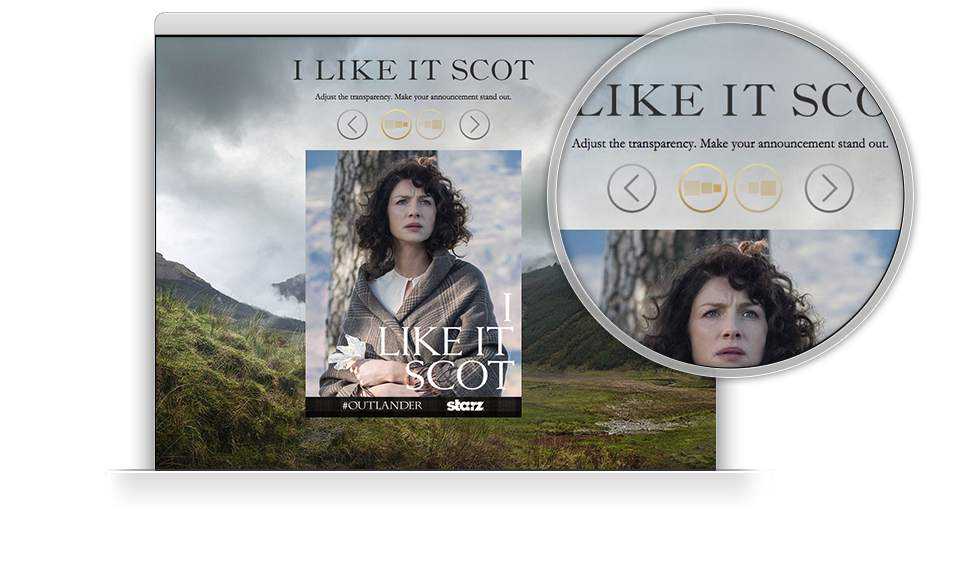 I LIKE IT SCOT
Adjust the transparency. Make your announcement stand out.
I
LIKE IT
SCOT
#OUTLANDER starz
LIKE IT SCO
Adjust the transparency. Make your announcement stand out.